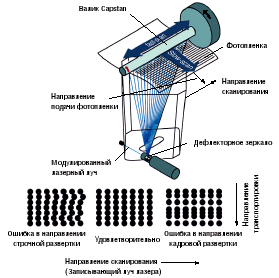 Валик Capstan
Фотопленка
Направление
сканирования
Направление
подачи фотопленки
Дефлекторное зеркало
Модулированный
лазерный луч
Ошибка в направлении
строчной развертки
Удовлетворительно
Ошибка в направлении
кадровой развертки
Направление
транспортировки
Направление сканирования
(Записывающий луч лазера)